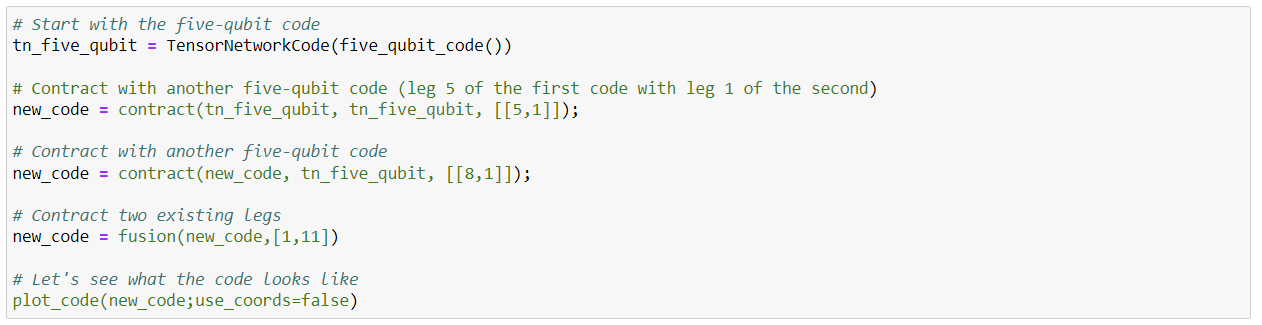 # Start with the five-qubit code
tn_five_qubit = TensorNetworkCode(five_qubit_code())
# Contract with another five-qubit code (leg 5 of the first code with leg 1 of the second)
new_code = contract(tn_five_qubit, tn_five_qubit, [[5,1]]);
# Contract with another five-qubit code
new_code = contract(new_code, tn_five_qubit, [[8,1]]);
# Contract two existing legs
new_code = fusion(new_code,[1,11])
# Let's see what the code looks like
plot_code(new_code;use_coords=false)